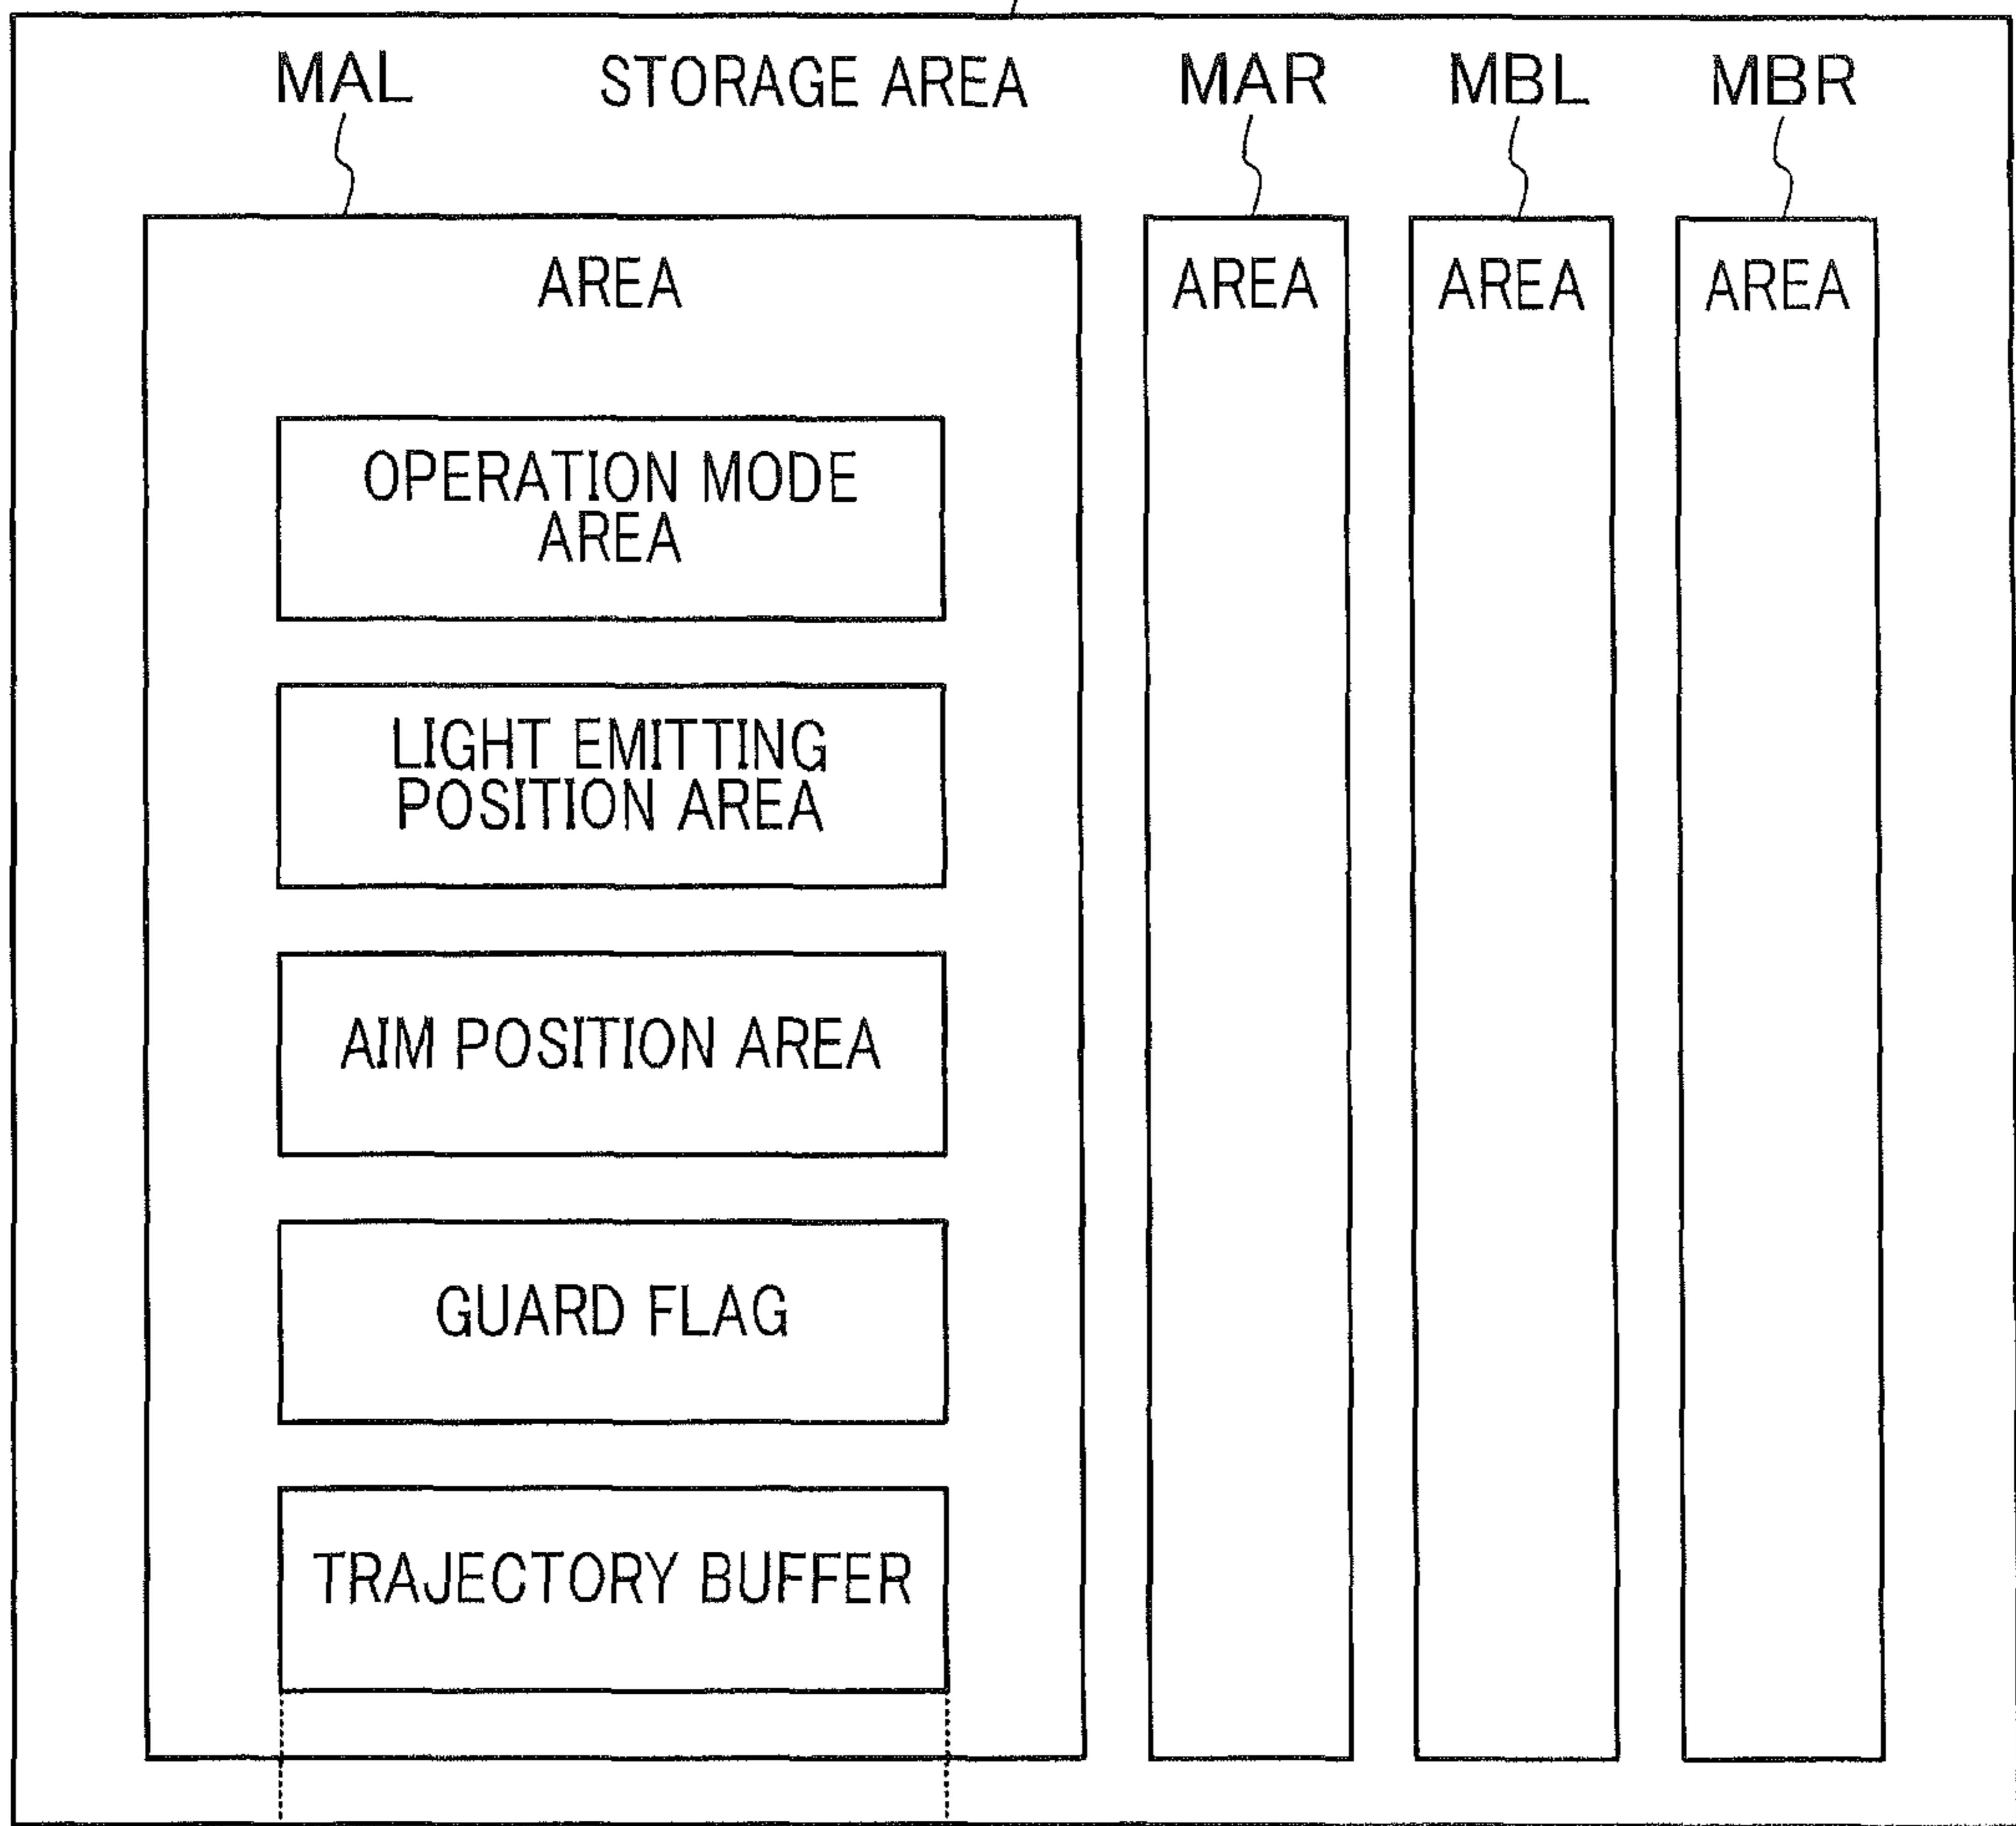 MAL STORAGE AREA MAR MBL MBR
AREA AREA AREA AREA
OPERATION MODE
AREA
LIGHT EMITTING
POSITION AREA
AIM POSITION AREA
GUARD FLAG
TRAJECTORY BUFFER